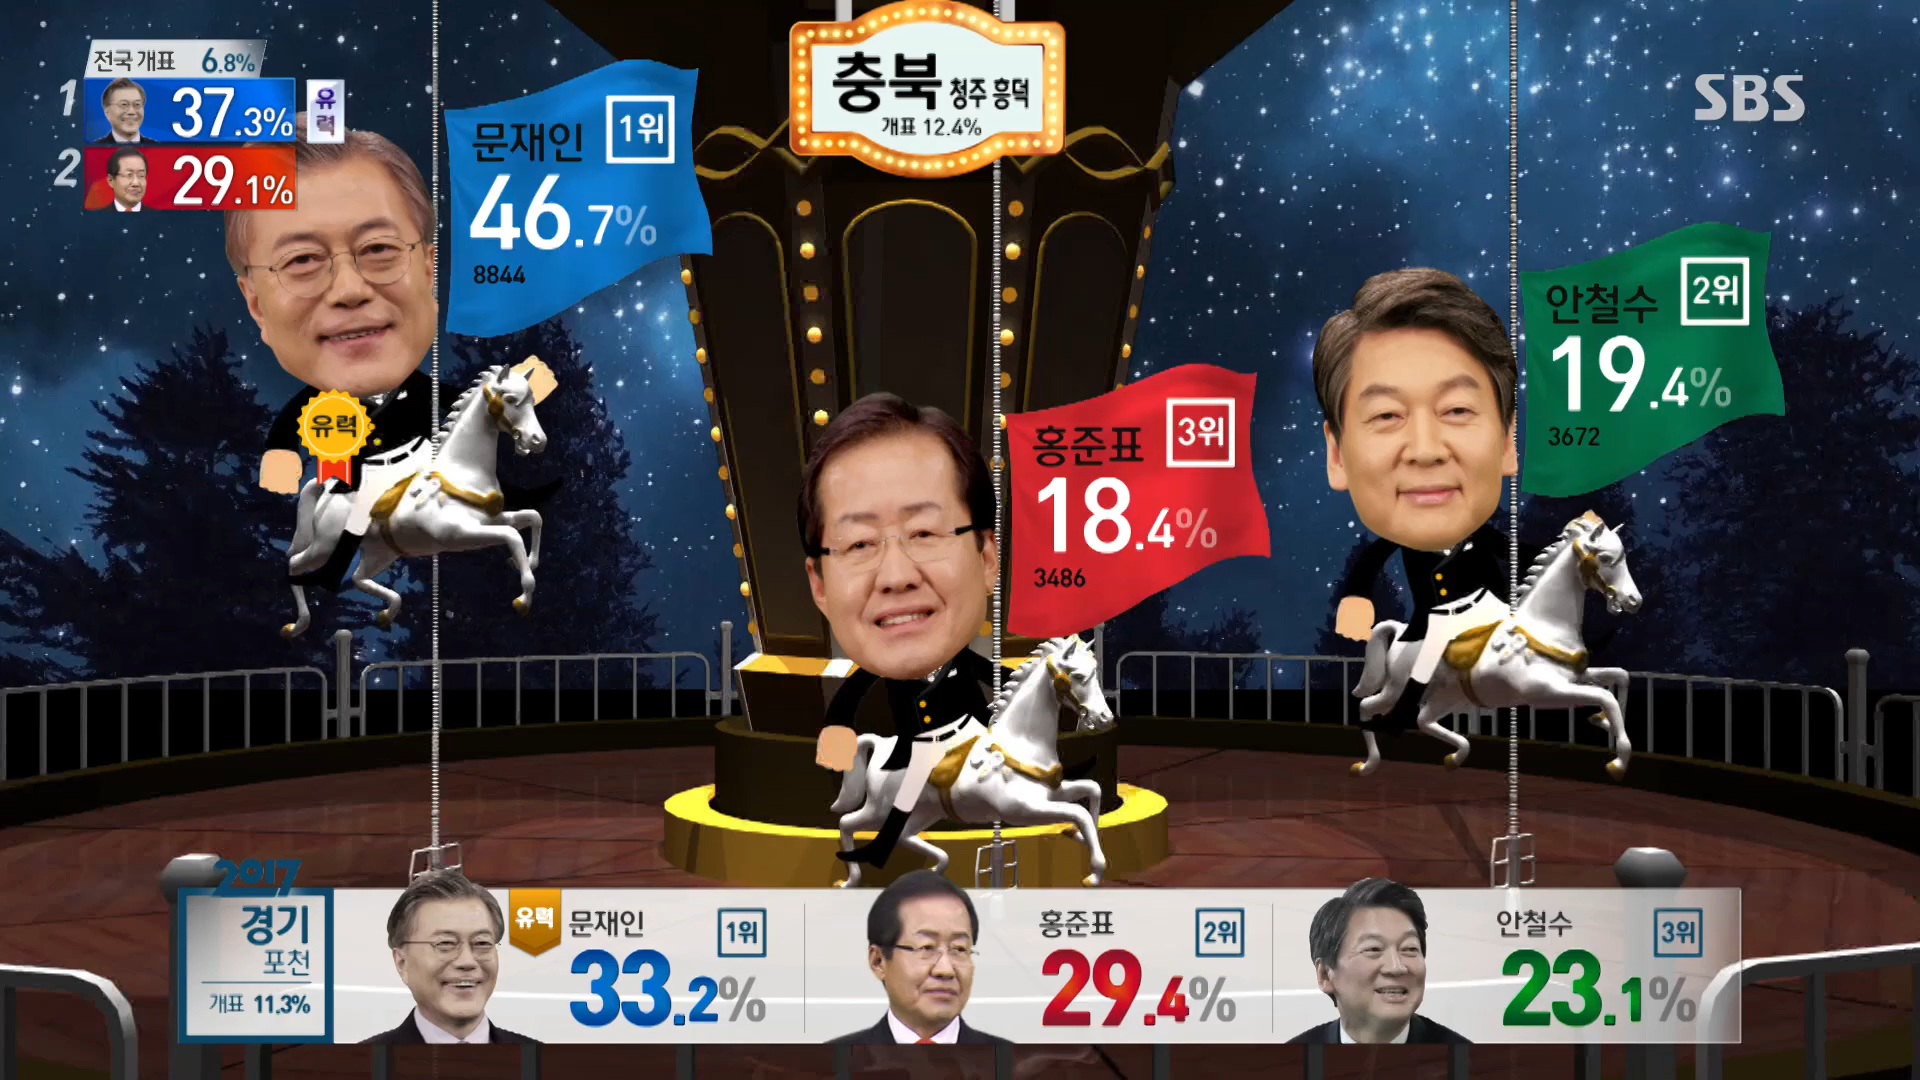 전국 개표 6.8%
1 37.3% 유력
2 29.1%
충북 청주 흥덕
개표 12.4%
SBS
문재인 1위
46.7%
8844
유력
홍준표 3위
18.4%
3486
안철수 2위
19.4%
3672
2017
경기
포천
개표 11.3%
유력 문재인 1위
33.2%
홍준표 2위
29.4%
안철수 3위
23.1%